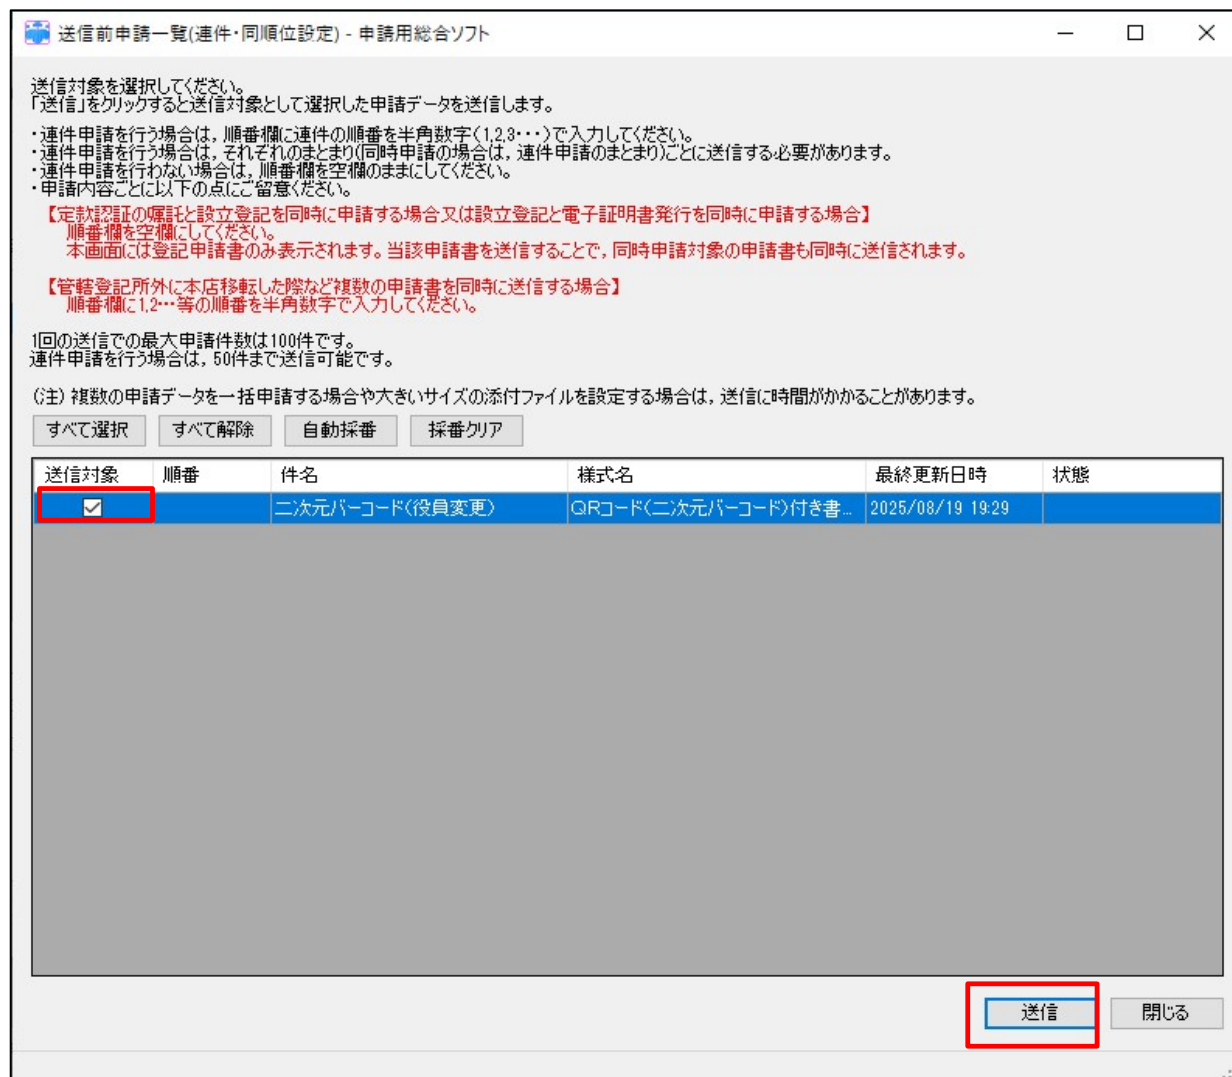 送信前申請一覧(連件・同順位設定) - 申請用総合ソフト
送信対象を選択してください。
「送信」をクリックすると送信対象として選択した申請データを送信します。
・連件申請を行う場合は，順番欄に連件の順番を半角数字（1,2,3・・・）で入力してください。
・連件申請を行う場合は，それぞれのまとまり(同時申請の場合は，連件申請のまとまり)ごとに送信する必要があります。
・連件申請を行わない場合は，順番欄を空欄のままにしてください。
・申請内容ごとに以下の点にご留意ください。
【定款認証の嘱託と設立登記を同時に申請する場合又は設立登記と電子証明書発行を同時に申請する場合】
順番欄を空欄にしてください。
本画面には登記申請書のみ表示されます。当該申請書を送信することで，同時申請対象の申請書も同時に送信されます。
【管轄登記所外に本店移転した際など複数の申請書を同時に送信する場合】
順番欄に1,2…等の順番を半角数字で入力してください。
1回の送信での最大申請件数は100件です。
連件申請を行う場合は，50件まで送信可能です。
（注）複数の申請データを一括申請する場合や大きいサイズの添付ファイルを設定する場合は，送信に時間がかかることがあります。
すべて選択 すべて解除 自動採番 採番クリア
送信対象 順番 件名 様式名 最終更新日時 状態
二次元バーコード（役員変更） QRコード（二次元バーコード）付き書... 2025/08/19 19:29
送信 閉じる